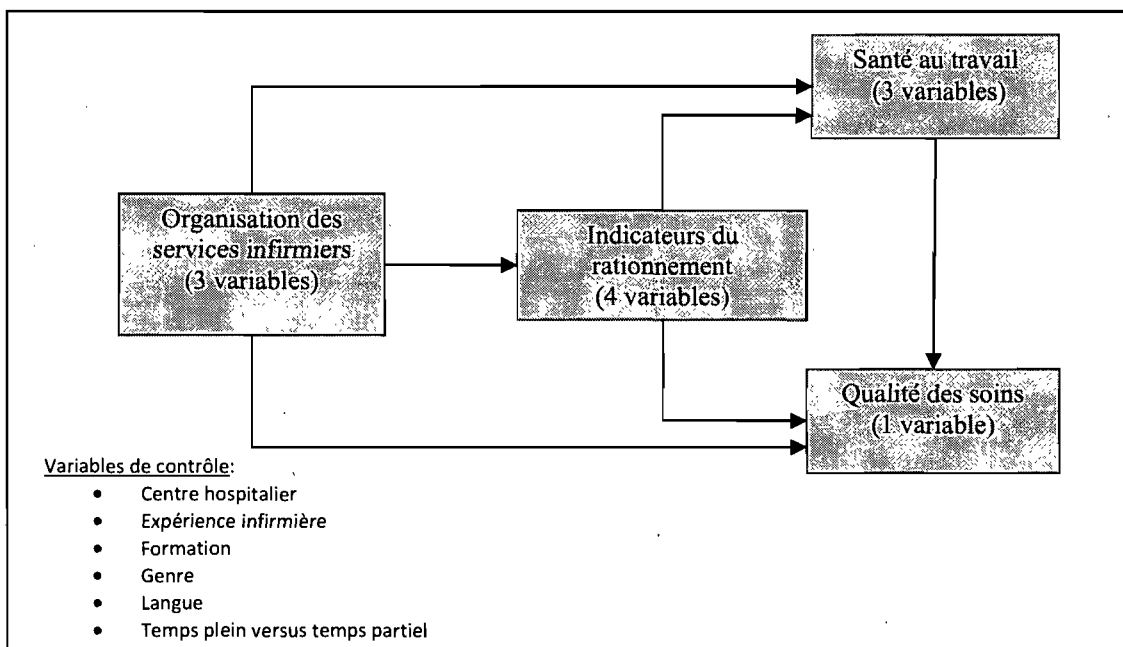 Santé au travail
(3 variables)
Organisation des
services infirmiers
(3 variables)
Indicateurs du
rationnement
(4 variables)
Qualité des soins
(1 variable)
Variables de contrôle:
• Centre hospitalier
• Expérience infirmière
• Formation
• Genre
• Langue
• Temps plein versus temps partiel